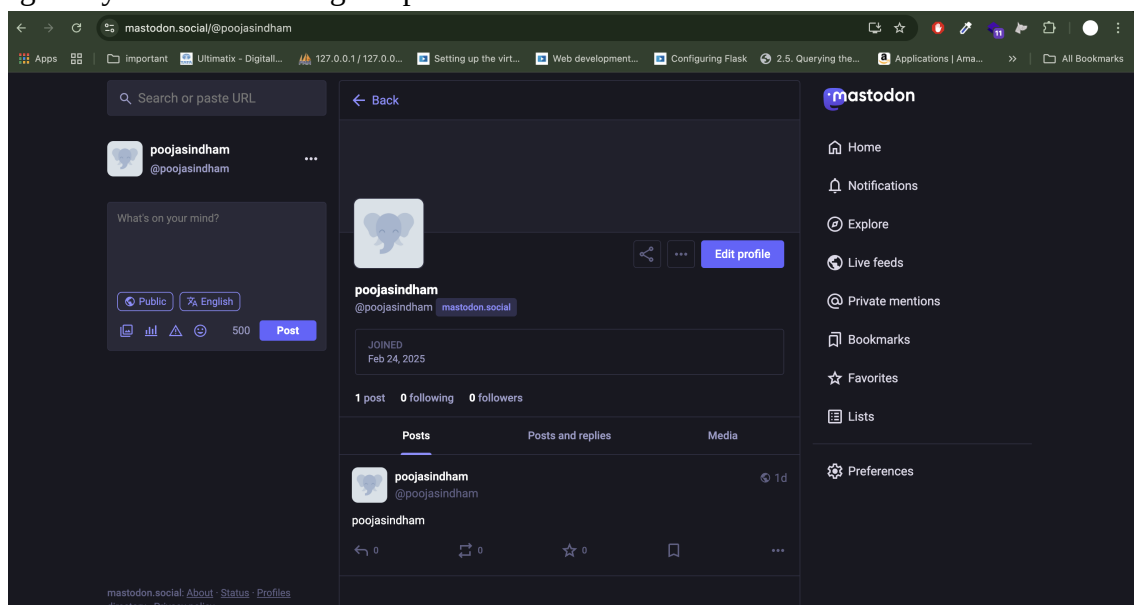 mastodon.social/@poojasindham
11
Apps
important
Ultimatix - Digitall...
127.0.0.1 / 127.0.0...
Setting up the virt...
Web development...
Configuring Flask
2.5. Querying the...
Applications | Ama...
»
All Bookmarks
Search or paste URL
poojasindham
@poojasindham
What's on your mind?
Public
English
500
Post
mastodon.social: About · Status · Profiles
Back
Edit profile
poojasindham
@poojasindham mastodon.social
JOINED
Feb 24, 2025
1 post 0 following 0 followers
Posts Posts and replies Media
poojasindham
1d
@poojasindham
poojasindham
0 0 0
mastodon
Home
Notifications
Explore
Live feeds
Private mentions
Bookmarks
Favorites
Lists
Preferences